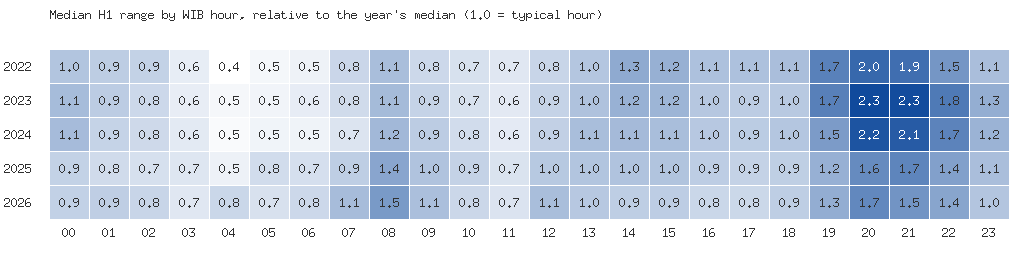 Median H1 range by WIB hour, relative to the year's median (1.0 = typical hour)
2022 1.0 0.9 0.9 0.6 0.4 0.5 0.5 0.8 1.1 0.8 0.7 0.7 0.8 1.0 1.3 1.2 1.1 1.1 1.1 1.7 2.0 1.9 1.5 1.1
2023 1.1 0.9 0.8 0.6 0.5 0.5 0.6 0.8 1.1 0.9 0.7 0.6 0.9 1.0 1.2 1.2 1.0 0.9 1.0 1.7 2.3 2.3 1.8 1.3
2024 1.1 0.9 0.8 0.6 0.5 0.5 0.5 0.7 1.2 0.9 0.8 0.6 0.9 1.1 1.1 1.1 1.0 0.9 1.0 1.5 2.2 2.1 1.7 1.2
2025 0.9 0.8 0.7 0.7 0.5 0.8 0.7 0.9 1.4 1.0 0.9 0.7 1.0 1.0 1.0 1.0 0.9 0.9 0.9 1.2 1.6 1.7 1.4 1.1
2026 0.9 0.9 0.8 0.7 0.8 0.7 0.8 1.1 1.5 1.1 0.8 0.7 1.1 1.0 0.9 0.9 0.8 0.8 0.9 1.3 1.7 1.5 1.4 1.0
00 01 02 03 04 05 06 07 08 09 10 11 12 13 14 15 16 17 18 19 20 21 22 23